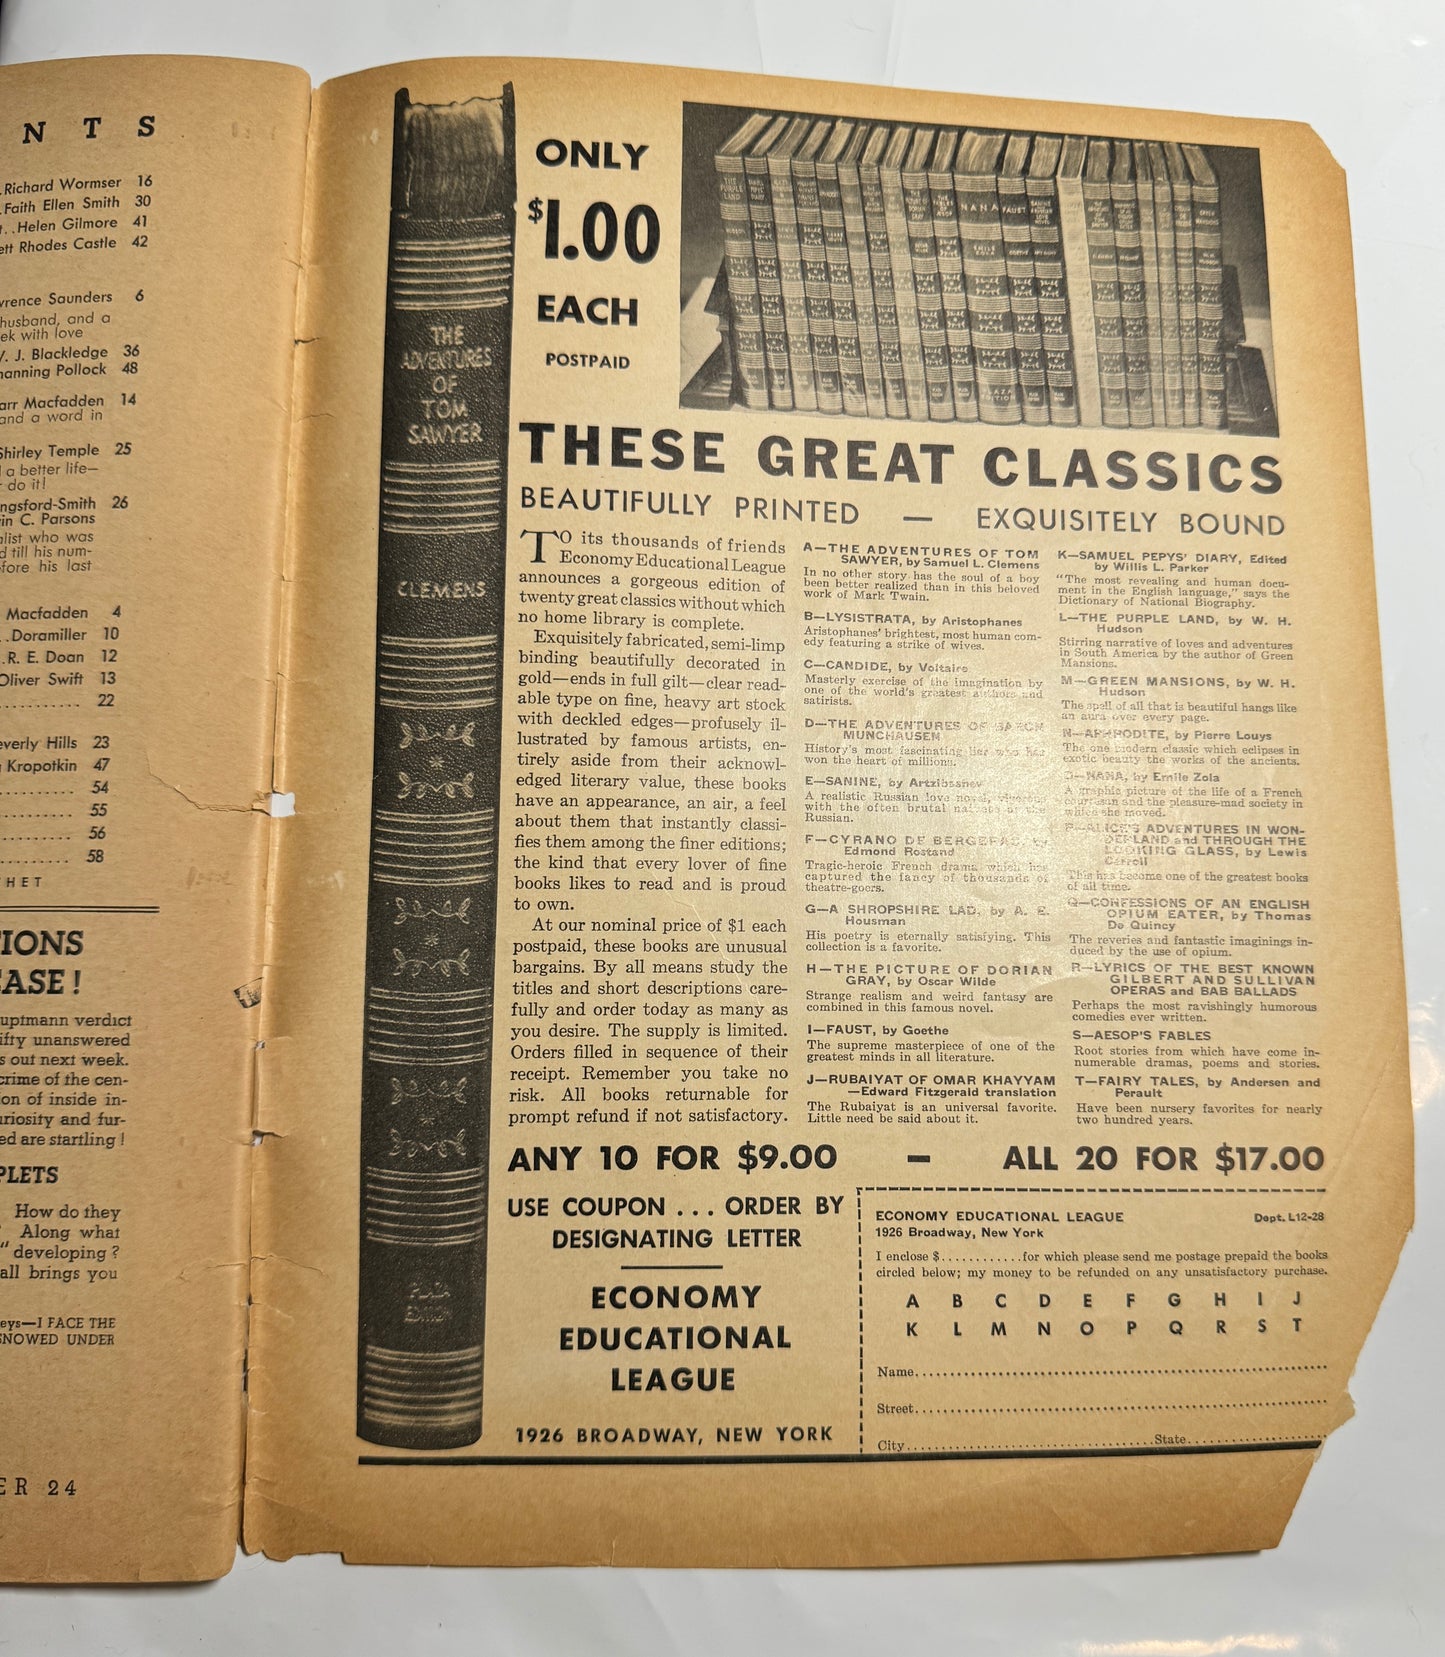 N T S
Richard Wormser 16
Faith Ellen Smith 30
Helen Gilmore 41
ett Rhodes Castle 42
wrence Saunders 6
husband, and a
ek with love
V. J. Blackledge 36
hanning Pollock 48
arr Macfadden 14
and a word in
Shirley Temple 25
a better life—
do it!
ngsford-Smith 26
in C. Parsons
alist who was
d till his num-
fore his last
Macfadden 4
. .Doramiller 10
.R. E. Doan 12
Oliver Swift 13
. . . . . . . . . . . 22
everly Hills 23
Kropotkin 47
. . . . . . . . . . . 54
. . . . . . . . . . . 55
. . . . . . . . . . . 56
. . . . . . . . . . . 58
HET
IONS
EASE!
uptmann verdict
ifty unanswered
s out next week.
crime of the cen-
on of inside in-
uriosity and fur-
ed are startling!
PLETS
How do they
Along what
" developing?
all brings you
eys—I FACE THE
SNOWED UNDER
ER 24
THE
ADVENTURES
OF
TOM
SAWYER
CLEMENS
PLAZA
EDITION
ONLY
$1.00
EACH
POSTPAID
THE
PURPLE
LAND
NANA
FAUST
THESE GREAT CLASSICS
BEAUTIFULLY PRINTED — EXQUISITELY BOUND
TO its thousands of friends
Economy Educational League
announces a gorgeous edition of
twenty great classics without which
no home library is complete.
Exquisitely fabricated, semi-limp
binding beautifully decorated in
gold—ends in full gilt—clear read-
able type on fine, heavy art stock
with deckled edges—profusely il-
lustrated by famous artists, en-
tirely aside from their acknowl-
edged literary value, these books
have an appearance, an air, a feel
about them that instantly classi-
fies them among the finer editions;
the kind that every lover of fine
books likes to read and is proud
to own.
At our nominal price of $1 each
postpaid, these books are unusual
bargains. By all means study the
titles and short descriptions care-
fully and order today as many as
you desire. The supply is limited.
Orders filled in sequence of their
receipt. Remember you take no
risk. All books returnable for
prompt refund if not satisfactory.
A—THE ADVENTURES OF TOM
SAWYER, by Samuel L. Clemens
In no other story has the soul of a boy
been better realized than in this beloved
work of Mark Twain.
B—LYSISTRATA, by Aristophanes
Aristophanes' brightest, most human com-
edy featuring a strike of wives.
C—CANDIDE, by Voltaire
Masterly exercise of the imagination by
one of the world's greatest authors and
satirists.
D—THE ADVENTURES OF BARON
MUNCHAUSEN
History's most fascinating liar who has
won the heart of millions.
E—SANINE, by Artzibashev
A realistic Russian love novel, vibrant
with the often brutal nature of the
Russian.
F—CYRANO DE BERGERAC, by
Edmond Rostand
Tragic-heroic French drama which has
captured the fancy of thousands of
theatre-goers.
G—A SHROPSHIRE LAD, by A. E.
Housman
His poetry is eternally satisfying. This
collection is a favorite.
H—THE PICTURE OF DORIAN
GRAY, by Oscar Wilde
Strange realism and weird fantasy are
combined in this famous novel.
I—FAUST, by Goethe
The supreme masterpiece of one of the
greatest minds in all literature.
J—RUBAIYAT OF OMAR KHAYYAM
—Edward Fitzgerald translation
The Rubaiyat is an universal favorite.
Little need be said about it.
K—SAMUEL PEPYS' DIARY, Edited
by Willis L. Parker
"The most revealing and human docu-
ment in the English language," says the
Dictionary of National Biography.
L—THE PURPLE LAND, by W. H.
Hudson
Stirring narrative of loves and adventures
in South America by the author of Green
Mansions.
M—GREEN MANSIONS, by W. H.
Hudson
The spell of all that is beautiful hangs like
an aura over every page.
N—APHRODITE, by Pierre Louys
The one modern classic which eclipses in
exotic beauty the works of the ancients.
O—NANA, by Emile Zola
A graphic picture of the life of a French
courtesan and the pleasure-mad society in
which she moved.
P—ALICE'S ADVENTURES IN WON-
DERLAND and THROUGH THE
LOOKING GLASS, by Lewis
Carroll
This has become one of the greatest books
of all time.
Q—CONFESSIONS OF AN ENGLISH
OPIUM EATER, by Thomas
De Quincy
The reveries and fantastic imaginings in-
duced by the use of opium.
R—LYRICS OF THE BEST KNOWN
GILBERT AND SULLIVAN
OPERAS and BAB BALLADS
Perhaps the most ravishingly humorous
comedies ever written.
S—AESOP'S FABLES
Root stories from which have come in-
numerable dramas, poems and stories.
T—FAIRY TALES, by Andersen and
Perault
Have been nursery favorites for nearly
two hundred years.
ANY 10 FOR $9.00 — ALL 20 FOR $17.00
USE COUPON . . . ORDER BY
DESIGNATING LETTER
ECONOMY
EDUCATIONAL
LEAGUE
1926 BROADWAY, NEW YORK
ECONOMY EDUCATIONAL LEAGUE Dept. L12-28
1926 Broadway, New York
I enclose $............for which please send me postage prepaid the books
circled below; my money to be refunded on any unsatisfactory purchase.
A B C D E F G H I J
K L M N O P Q R S T
Name
Street
City State